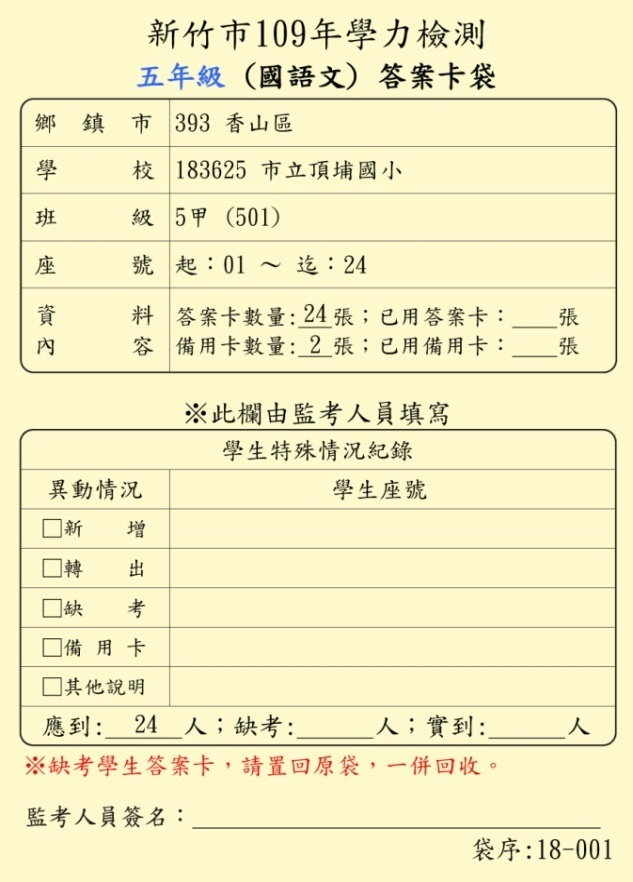 新竹市109年學力檢測
五年級（國語文）答案卡袋
鄉鎮市 393 香山區
學校 183625 市立頂埔國小
班級 5甲 (501)
座號 起：01 ～ 迄：24
資料 答案卡數量:24張；已用答案卡：____張
內容 備用卡數量:2張；已用備用卡：____張
※此欄由監考人員填寫
學生特殊情況紀錄
異動情況 學生座號
□新增
□轉出
□缺考
□備用卡
□其他說明
應到:24人；缺考:______人；實到:______人
※缺考學生答案卡，請置回原袋，一併回收。
監考人員簽名：______________
袋序:18-001